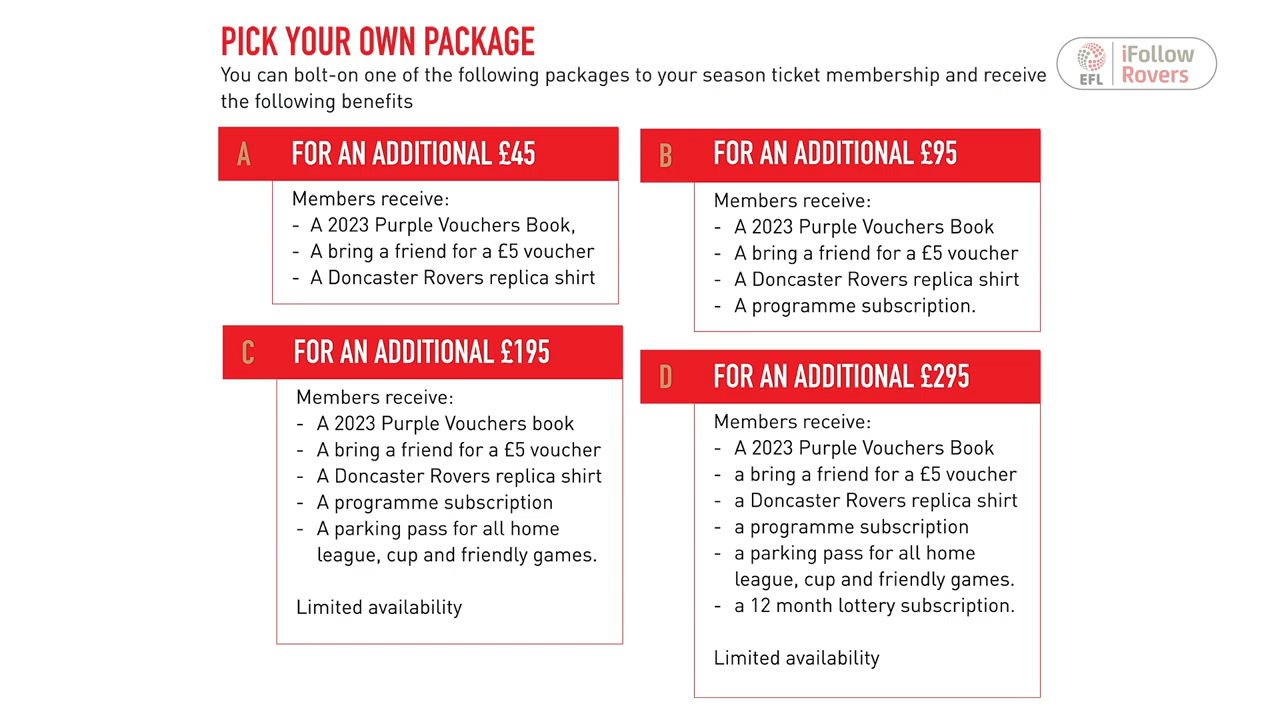 PICK YOUR OWN PACKAGE
You can bolt-on one of the following packages to your season ticket membership and receive
the following benefits
EFL
iFollow
Rovers
A FOR AN ADDITIONAL £45
Members receive:
- A 2023 Purple Vouchers Book,
- A bring a friend for a £5 voucher
- A Doncaster Rovers replica shirt
B FOR AN ADDITIONAL £95
Members receive:
- A 2023 Purple Vouchers Book
- A bring a friend for a £5 voucher
- A Doncaster Rovers replica shirt
- A programme subscription.
C FOR AN ADDITIONAL £195
Members receive:
- A 2023 Purple Vouchers book
- A bring a friend for a £5 voucher
- A Doncaster Rovers replica shirt
- A programme subscription
- A parking pass for all home
league, cup and friendly games.
Limited availability
D FOR AN ADDITIONAL £295
Members receive:
- A 2023 Purple Vouchers Book
- a bring a friend for a £5 voucher
- a Doncaster Rovers replica shirt
- a programme subscription
- a parking pass for all home
league, cup and friendly games.
- a 12 month lottery subscription.
Limited availability